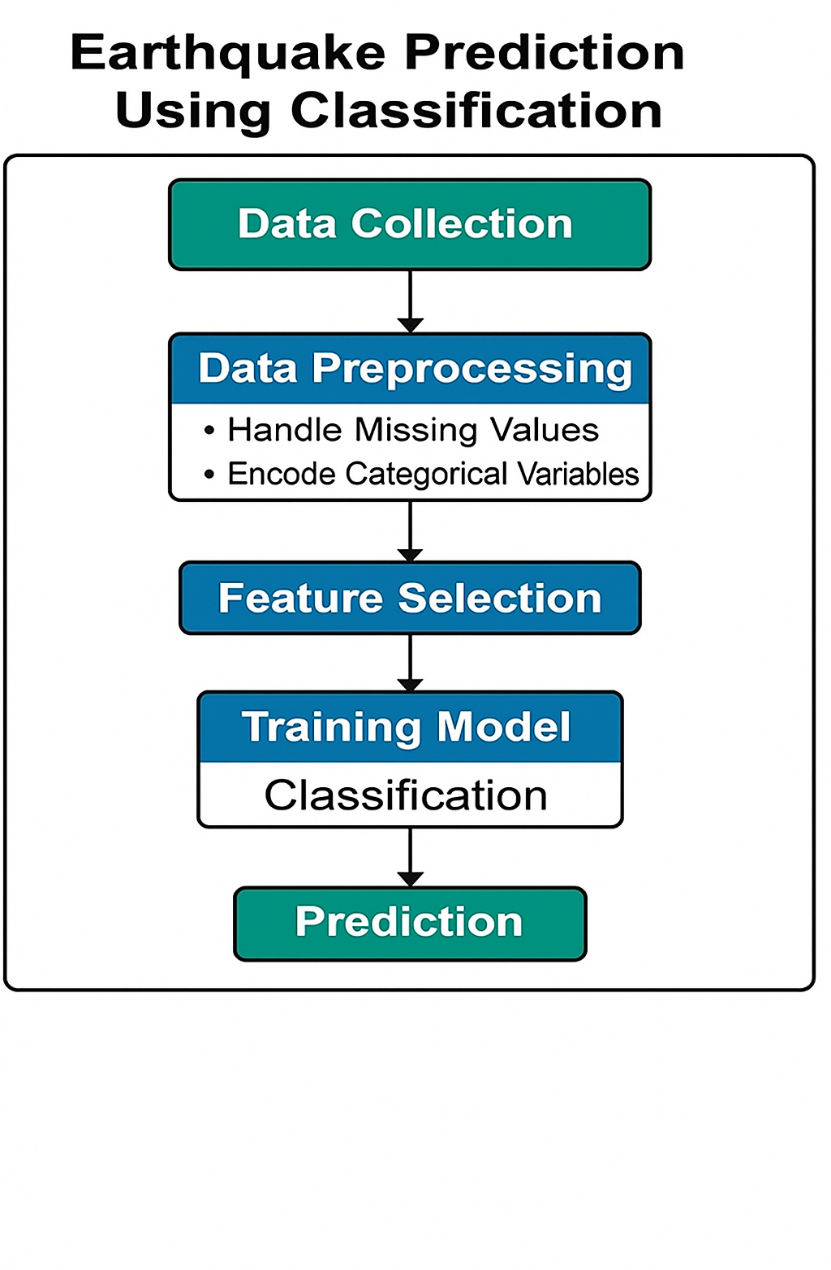 Earthquake Prediction
Using Classification
Data Collection
Data Preprocessing
• Handle Missing Values
• Encode Categorical Variables
Feature Selection
Training Model
Classification
Prediction